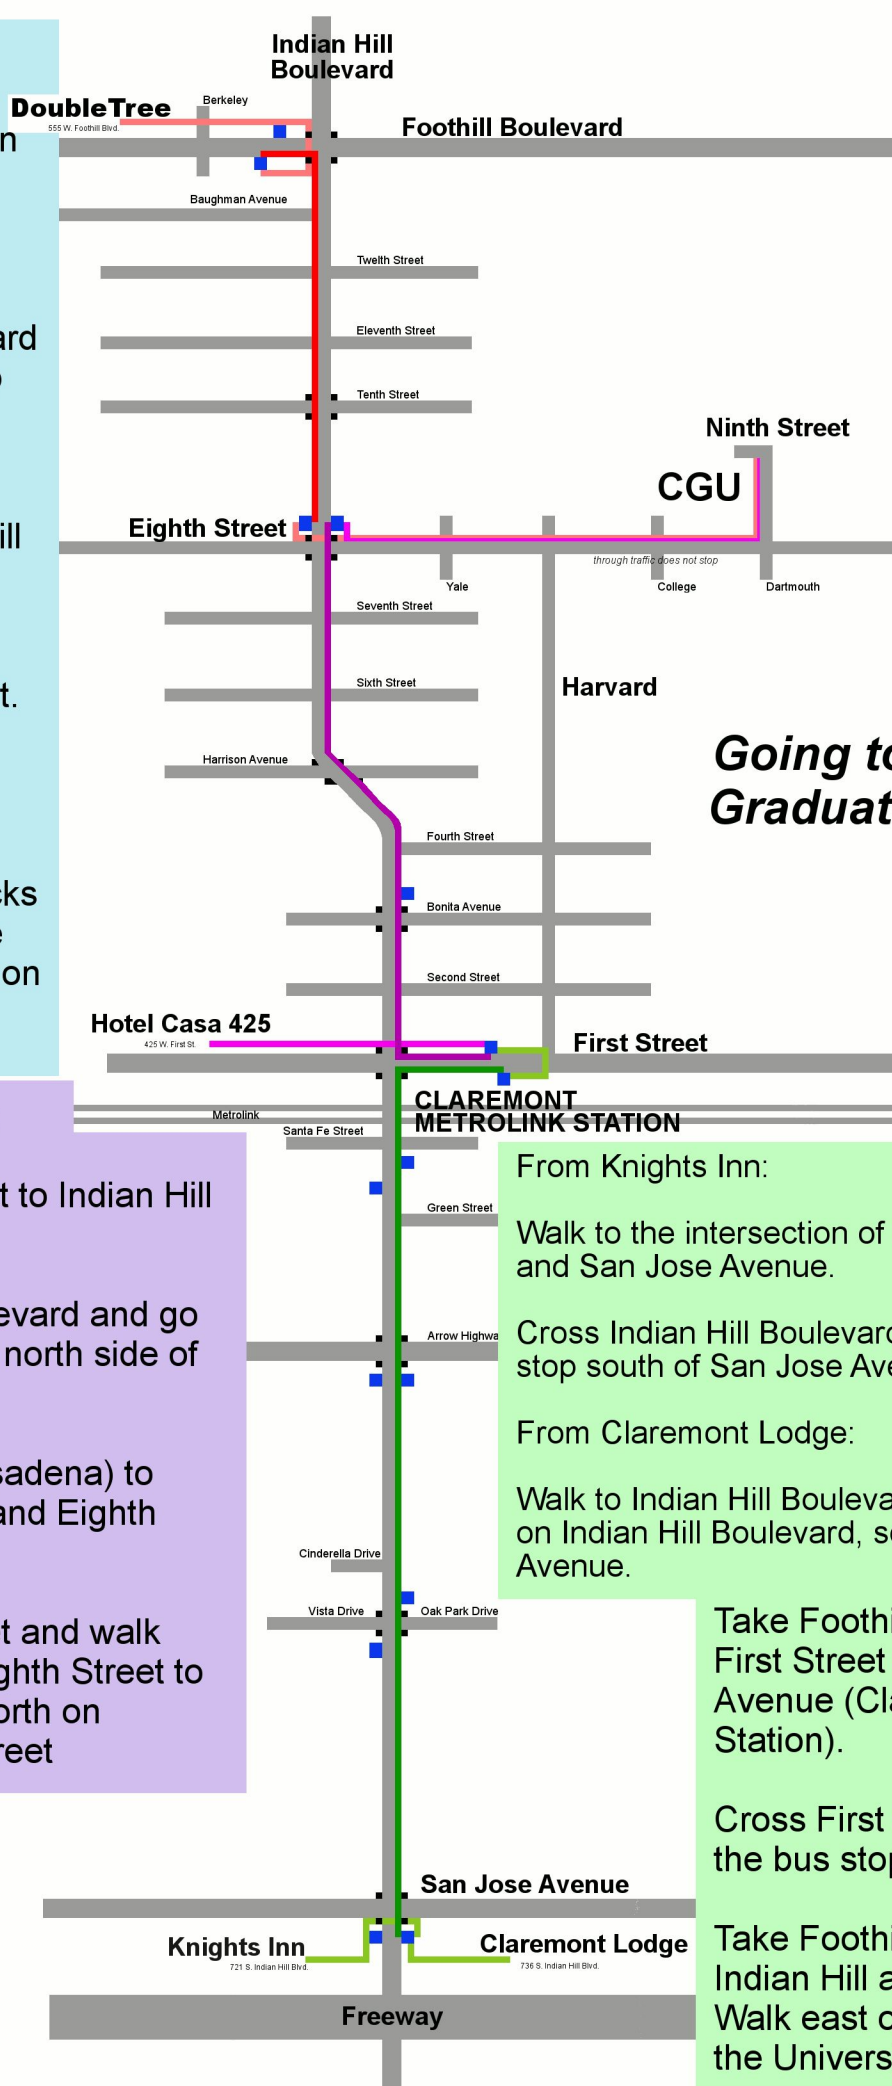 Indian Hill
Boulevard
DoubleTree
555 W. Foothill Blvd.
Berkeley
Foothill Boulevard
n
Baughman Avenue
Twelth Street
Eleventh Street
ard
Tenth Street
Ninth Street
CGU
ill
Eighth Street
through traffic does not stop
Yale
College
Dartmouth
Seventh Street
Sixth Street
Harvard
t.
Harrison Avenue
Going to
Graduat
Fourth Street
cks
Bonita Avenue
e
on
Second Street
Hotel Casa 425
425 W. First St.
First Street
CLAREMONT
METROLINK STATION
Metrolink
Santa Fe Street
Green Street
Arrow Highwa
t to Indian Hill
evard and go
north side of
sadena) to
and Eighth
t and walk
ghth Street to
orth on
reet
From Knights Inn:
Walk to the intersection of
and San Jose Avenue.
Cross Indian Hill Boulevard
stop south of San Jose Ave
From Claremont Lodge:
Walk to Indian Hill Bouleva
on Indian Hill Boulevard, so
Avenue.
Cinderella Drive
Vista Drive
Oak Park Drive
Take Foothi
First Street
Avenue (Cla
Station).
Cross First
the bus stop
Take Foothi
Indian Hill a
Walk east o
the Univers
San Jose Avenue
Knights Inn
721 S. Indian Hill Blvd.
Claremont Lodge
736 S. Indian Hill Blvd.
Freeway